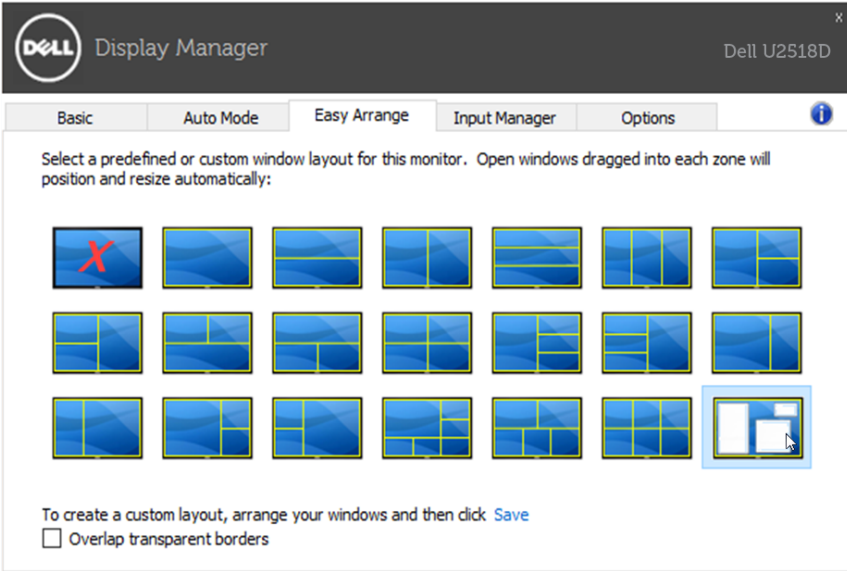 x
DELL
Display Manager
Dell U2518D
Basic
Auto Mode
Easy Arrange
Input Manager
Options
i
Select a predefined or custom window layout for this monitor. Open windows dragged into each zone will
position and resize automatically:
X
To create a custom layout, arrange your windows and then click Save
Overlap transparent borders